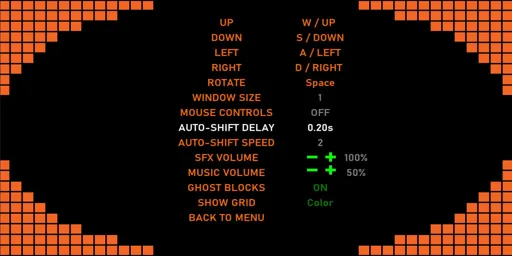 UP W / UP
DOWN S / DOWN
LEFT A / LEFT
RIGHT D / RIGHT
ROTATE Space
WINDOW SIZE 1
MOUSE CONTROLS OFF
AUTO-SHIFT DELAY 0.20s
AUTO-SHIFT SPEED 2
SFX VOLUME − + 100%
MUSIC VOLUME − + 50%
GHOST BLOCKS ON
SHOW GRID Color
BACK TO MENU